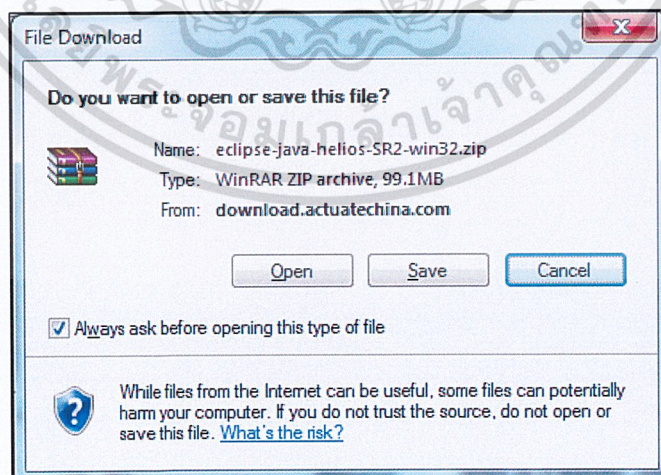 File Download
Do you want to open or save this file?
Name: eclipse-java-helios-SR2-win32.zip
Type: WinRAR ZIP archive, 99.1MB
From: download.actuatechina.com
Open Save Cancel
Always ask before opening this type of file
While files from the Internet can be useful, some files can potentially
harm your computer. If you do not trust the source, do not open or
save this file. What's the risk?